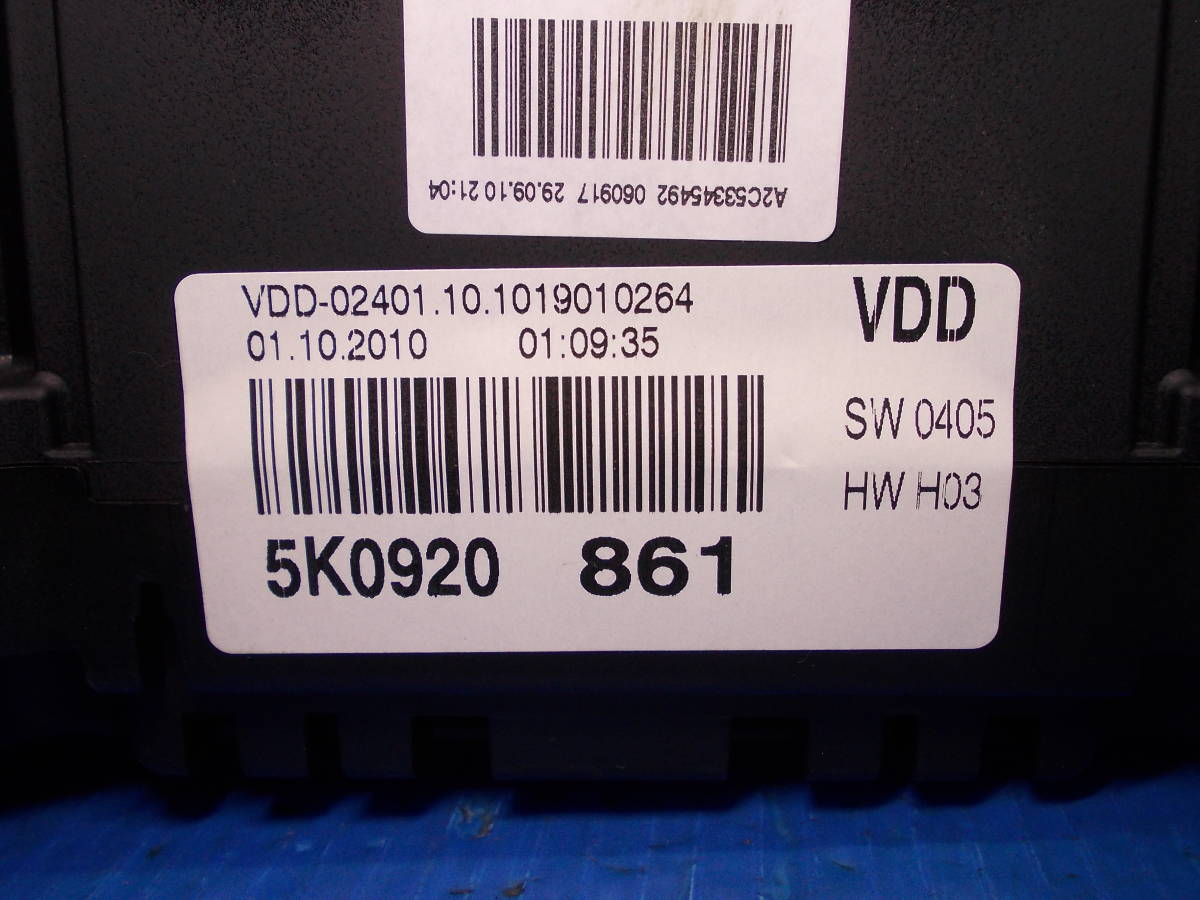 A2C53345492 060917 29.09.10 21:04
VDD-02401.10.1019010264
VDD
01.10.2010 01:09:35
SW 0405
HW H03
5K0920 861